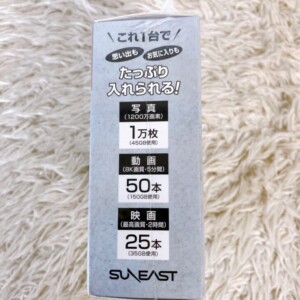 これ1台で
思い出も
お気に入りも
たっぷり
入れられる!
写真
(1200万画素)
1万枚
(45GB使用)
動画
(8K画質・5分間)
50本
(150GB使用)
映画
(最高画質・2時間)
25本
(35GB使用)
SUNEAST